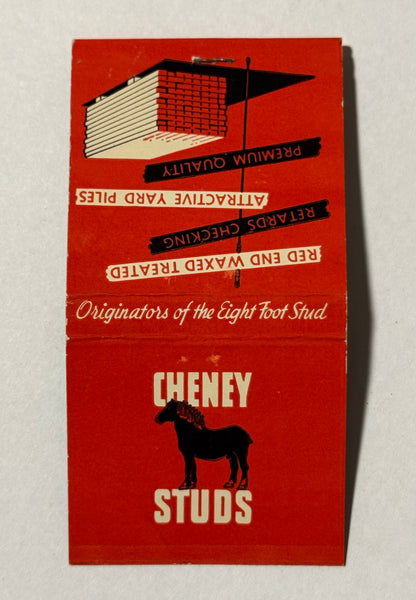 PREMIUM QUALITY
ATTRACTIVE YARD PILES
RETARDS CHECKING
RED END WAXED TREATED
Originators of the Eight Foot Stud
CHENEY
STUDS